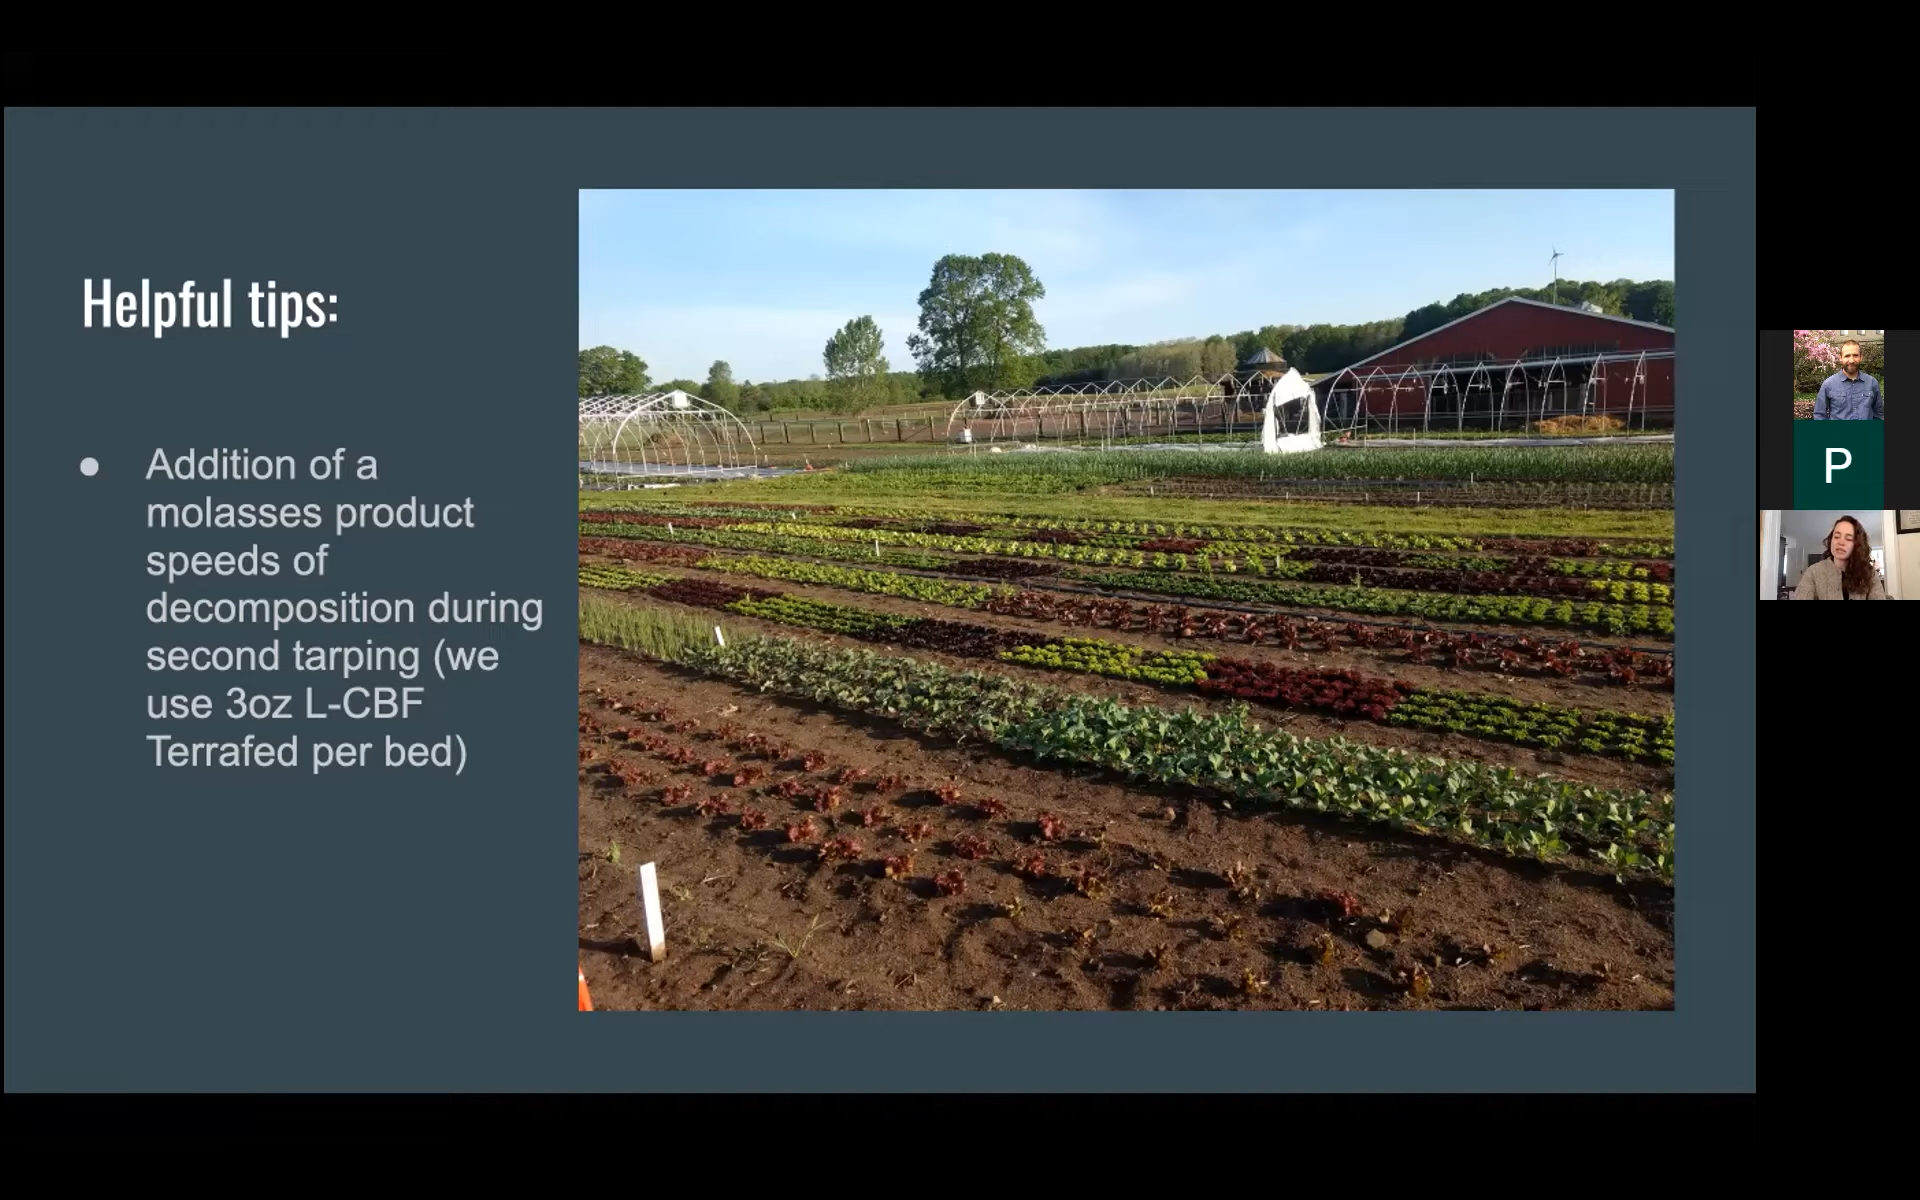 Helpful tips:
● Addition of a
molasses product
speeds of
decomposition during
second tarping (we
use 3oz L-CBF
Terrafed per bed)
P